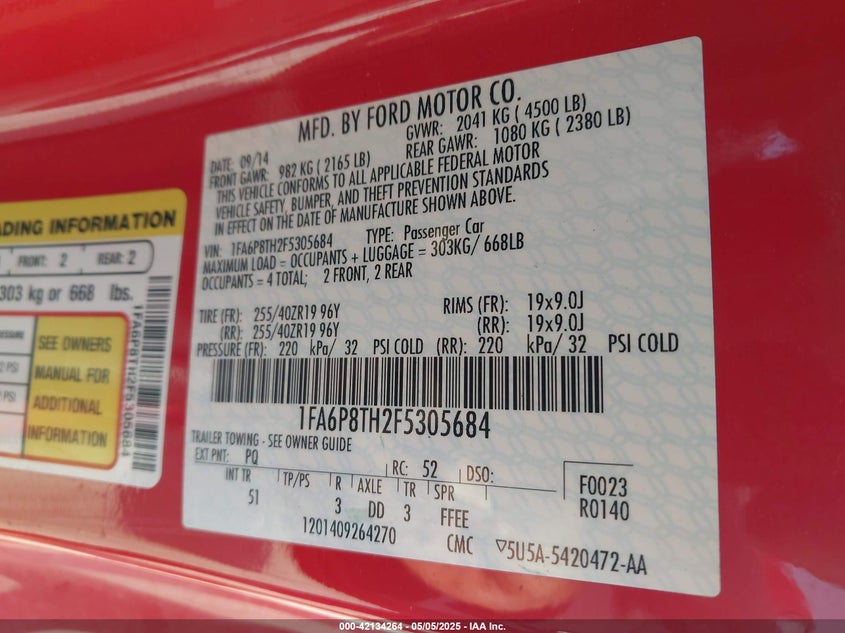 MFD. BY FORD MOTOR CO.
DATE: 09/14 GVWR: 2041 KG ( 4500 LB)
FRONT GAWR: 982 KG ( 2165 LB) REAR GAWR: 1080 KG ( 2380 LB)
THIS VEHICLE CONFORMS TO ALL APPLICABLE FEDERAL MOTOR
VEHICLE SAFETY, BUMPER, AND THEFT PREVENTION STANDARDS
IN EFFECT ON THE DATE OF MANUFACTURE SHOWN ABOVE.
VIN: 1FA6P8TH2F5305684 TYPE: Passenger Car
MAXIMUM LOAD = OCCUPANTS + LUGGAGE = 303KG/ 668LB
OCCUPANTS = 4 TOTAL; 2 FRONT, 2 REAR
TIRE (FR): 255/40ZR19 96Y RIMS (FR): 19x9.0J
(RR): 255/40ZR19 96Y (RR): 19x9.0J
PRESSURE (FR): 220 kPa/ 32 PSI COLD (RR): 220 kPa/ 32 PSI COLD
1FA6P8TH2F5305684
TRAILER TOWING - SEE OWNER GUIDE
EXT PNT: PQ RC: 52 DSO:
INT TR TP/PS R AXLE TR SPR
51 3 DD 3 FFEE
F0023
R0140
1201409264270 CMC ▽5U5A-5420472-AA
ADING INFORMATION
FRONT: 2 REAR: 2
303 kg or 668 lbs.
SEE OWNERS
MANUAL FOR
ADDITIONAL
INFORMATION
PSI
PSI
1FA6P8TH2F5305684
000-42134264 - 05/05/2025 - IAA Inc.